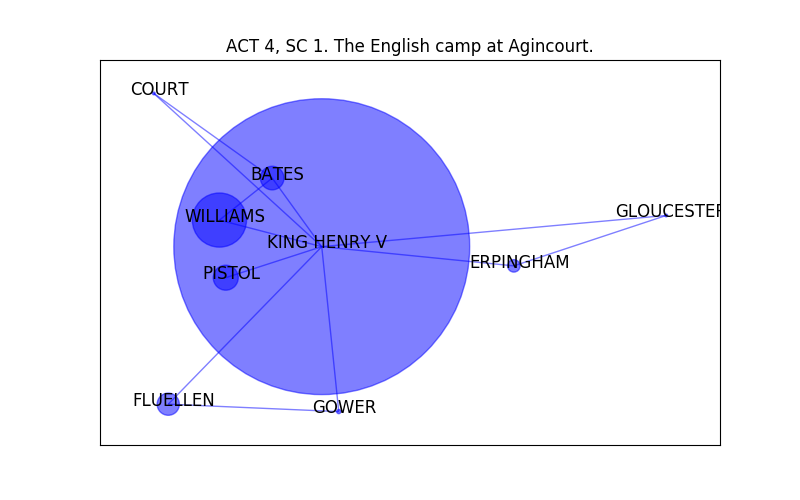 ACT 4, SC 1. The English camp at Agincourt.
COURT
BATES
WILLIAMS
GLOUCESTER
KING HENRY V
ERPINGHAM
PISTOL
FLUELLEN
GOWER